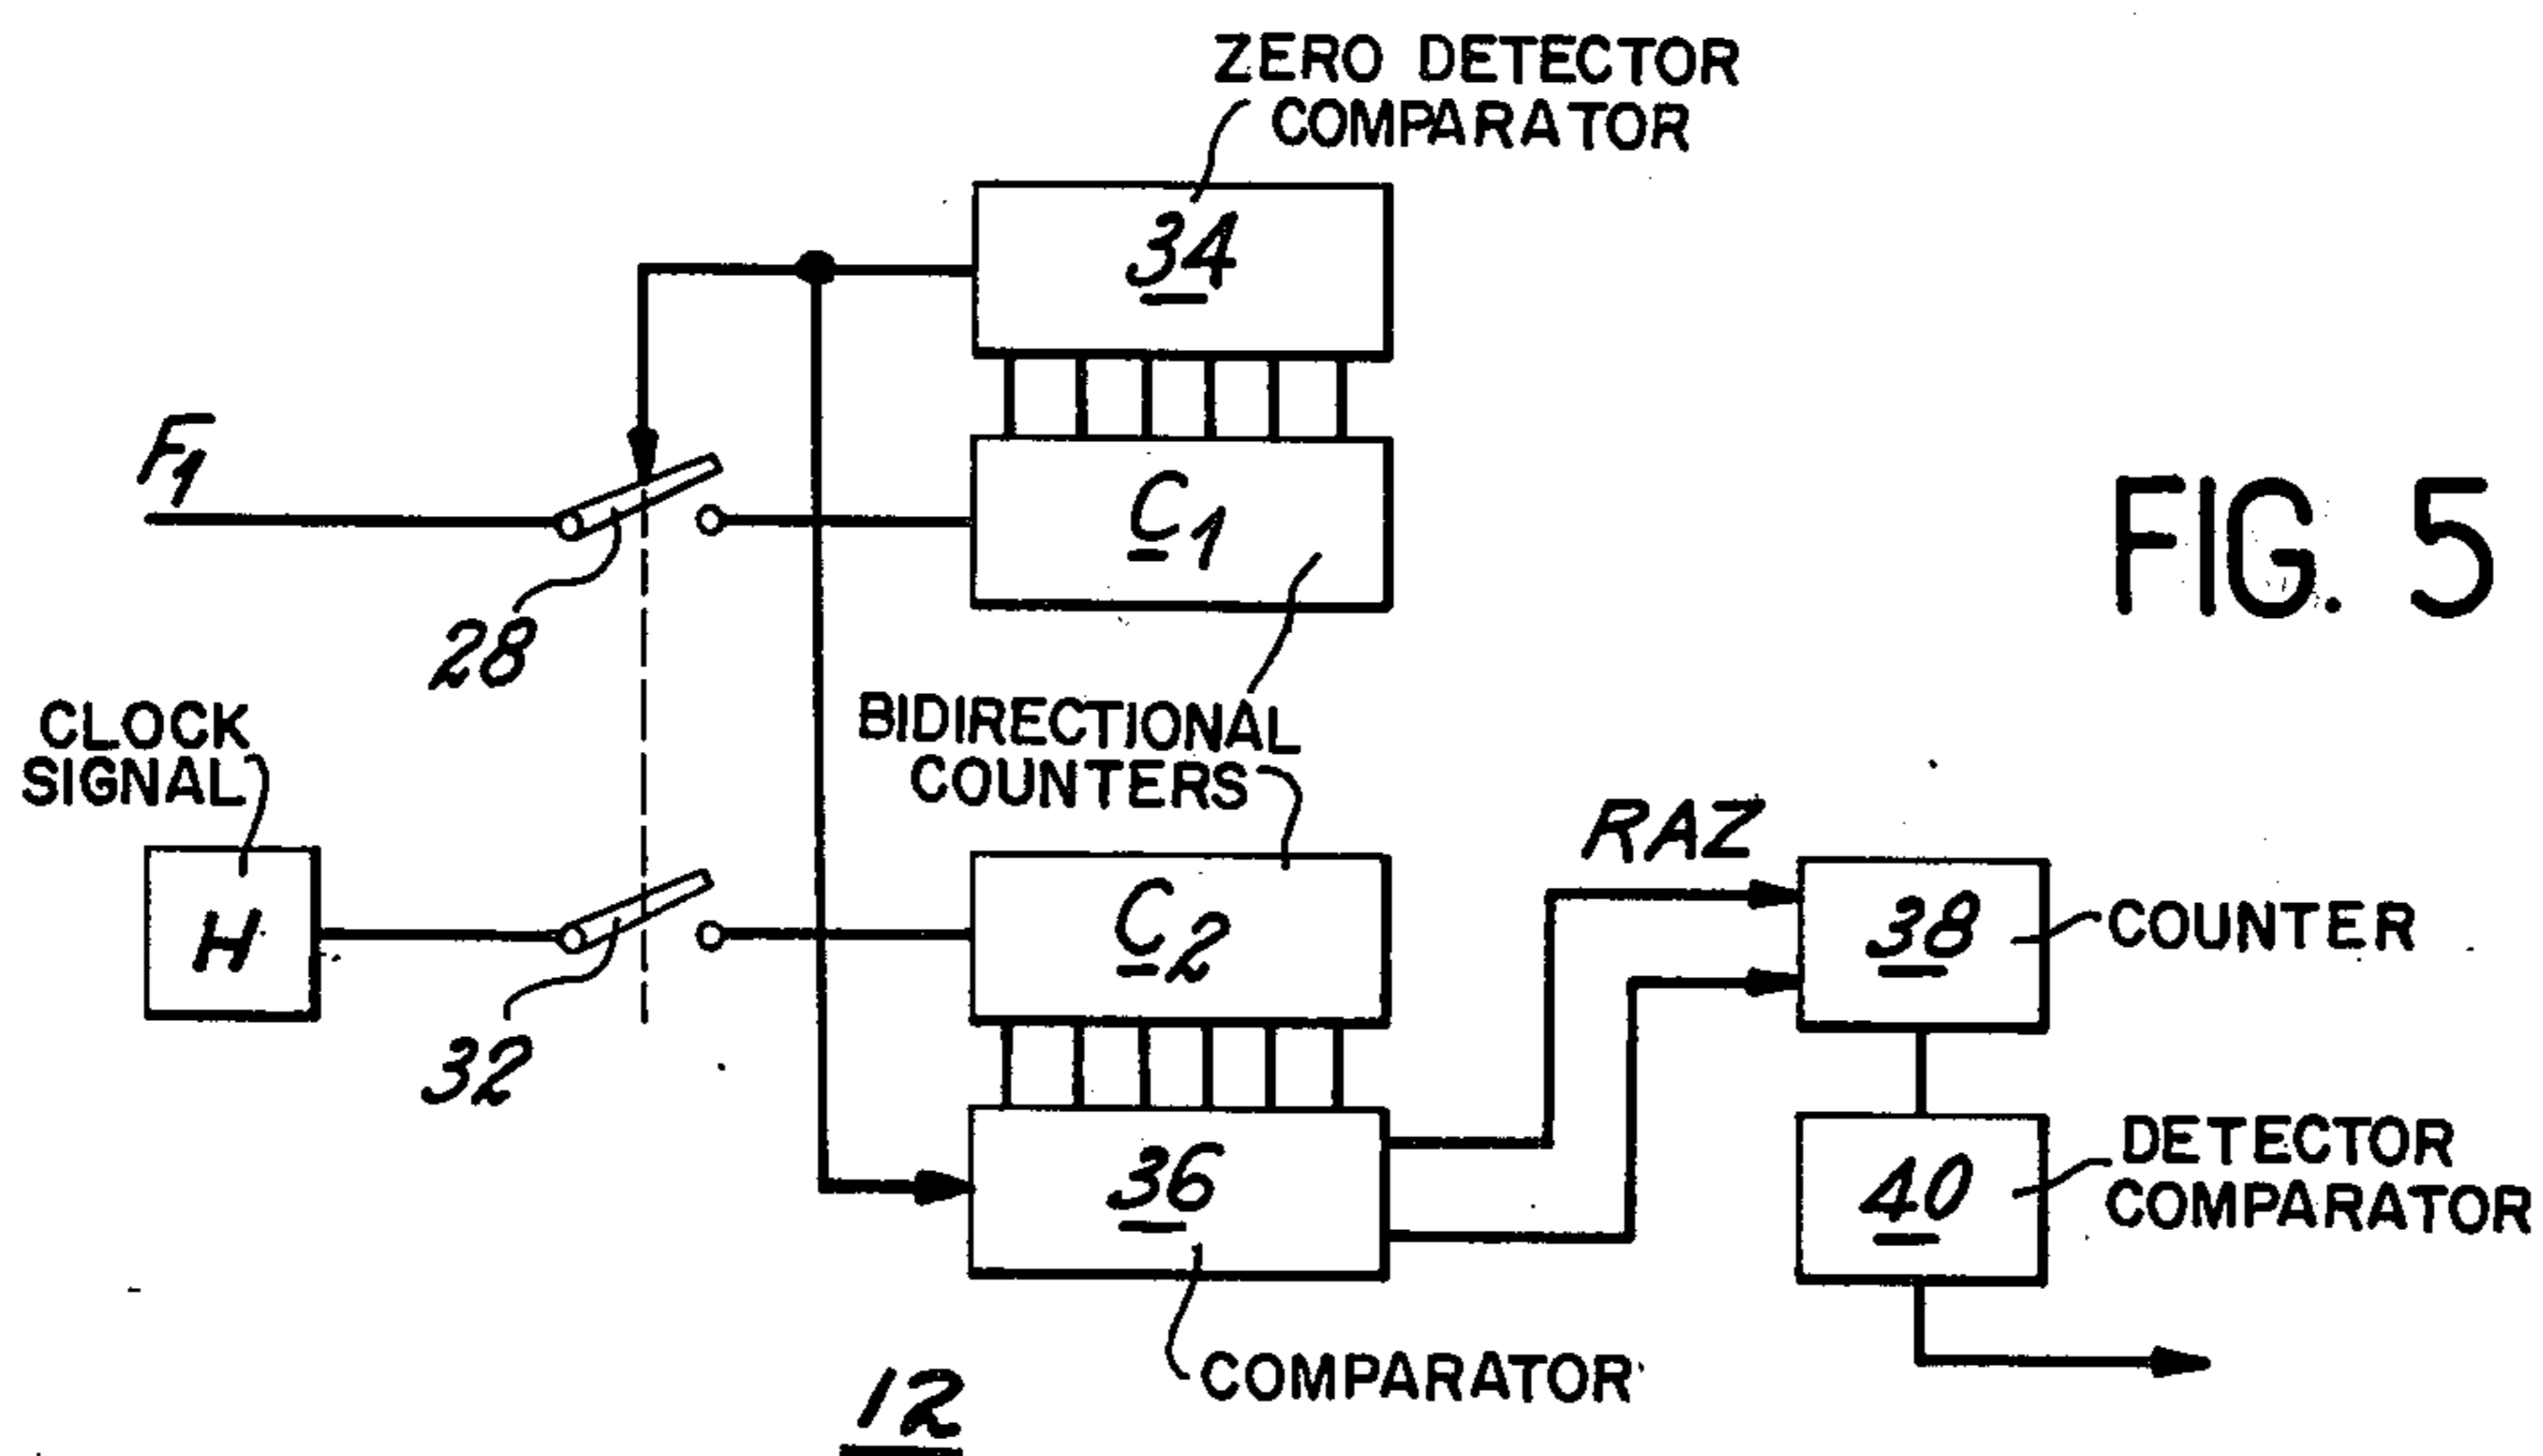 ZERO DETECTOR
COMPARATOR
34
F1
C1
28
FIG. 5
CLOCK
SIGNAL
BIDIRECTIONAL
COUNTERS
RAZ
H
C2
38
COUNTER
32
36
40
DETECTOR
COMPARATOR
COMPARATOR
12